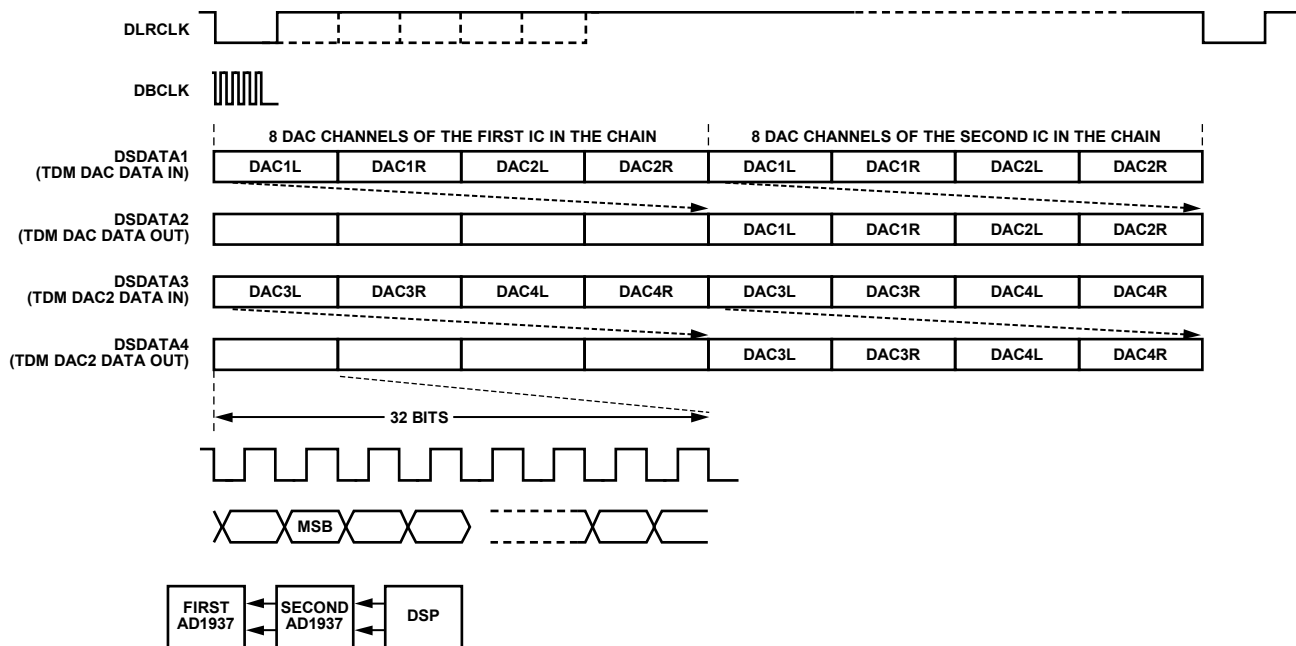 DLRCLK
DBCLK
8 DAC CHANNELS OF THE FIRST IC IN THE CHAIN 8 DAC CHANNELS OF THE SECOND IC IN THE CHAIN
DSDATA1
(TDM DAC DATA IN)
DAC1L DAC1R DAC2L DAC2R DAC1L DAC1R DAC2L DAC2R
DSDATA2
(TDM DAC DATA OUT)
DAC1L DAC1R DAC2L DAC2R
DSDATA3
(TDM DAC2 DATA IN)
DAC3L DAC3R DAC4L DAC4R DAC3L DAC3R DAC4L DAC4R
DSDATA4
(TDM DAC2 DATA OUT)
DAC3L DAC3R DAC4L DAC4R
32 BITS
MSB
FIRST
AD1937
SECOND
AD1937
DSP